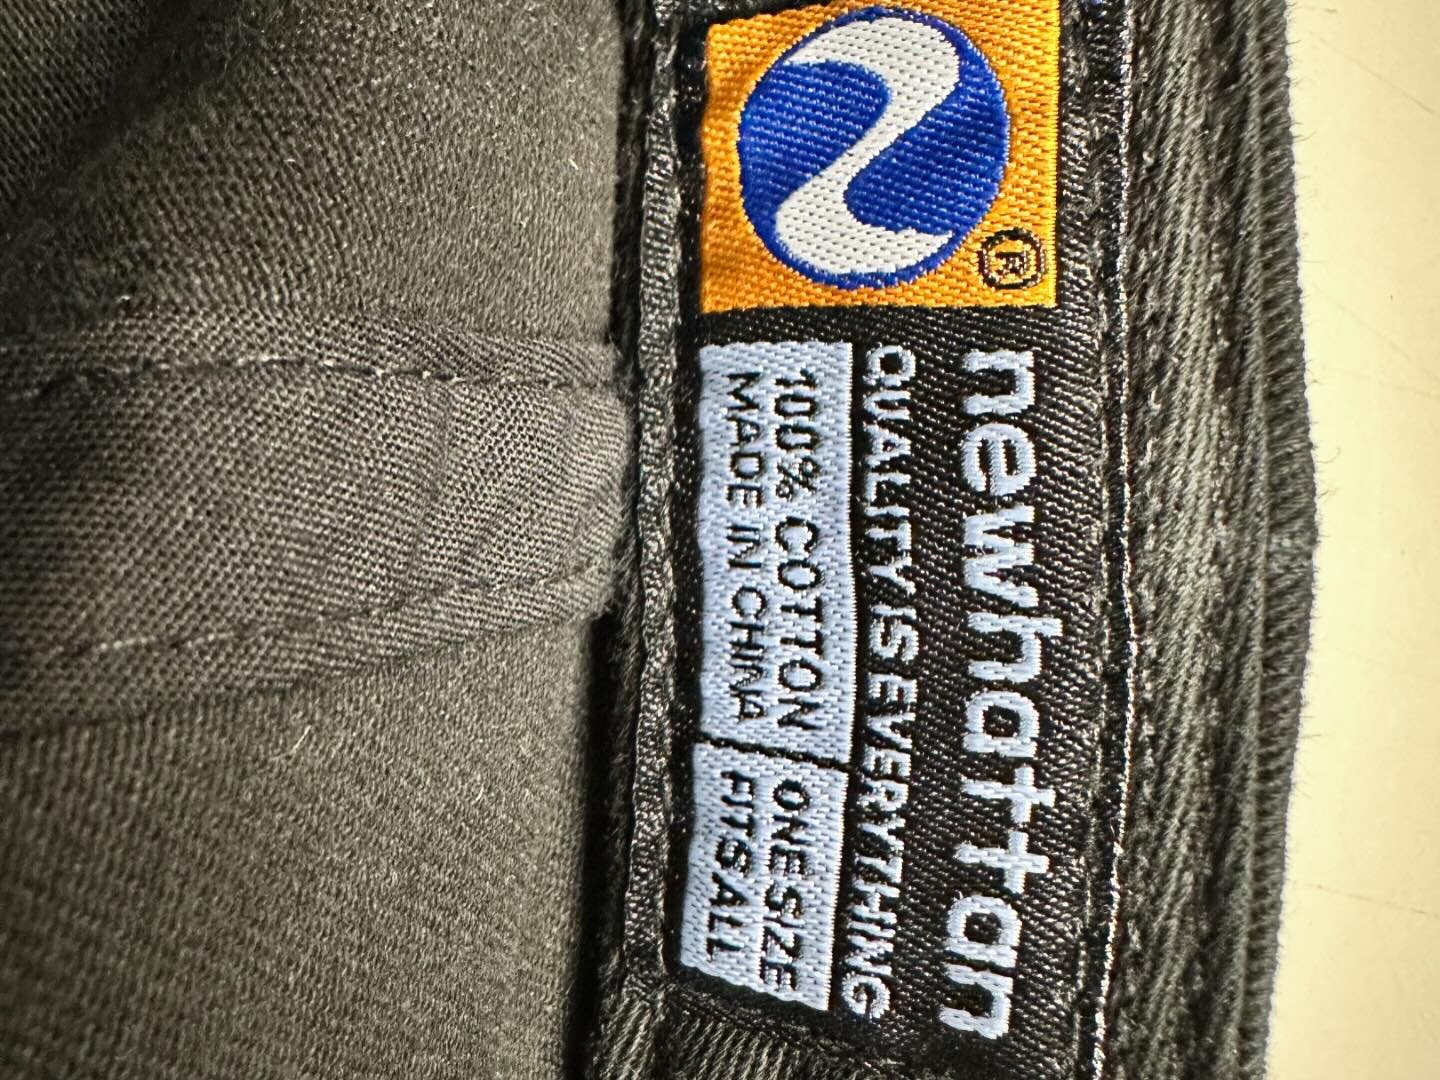 ®
newhattan
QUALITY IS EVERYTHING
100% COTTON
MADE IN CHINA
ONE SIZE
FITS ALL